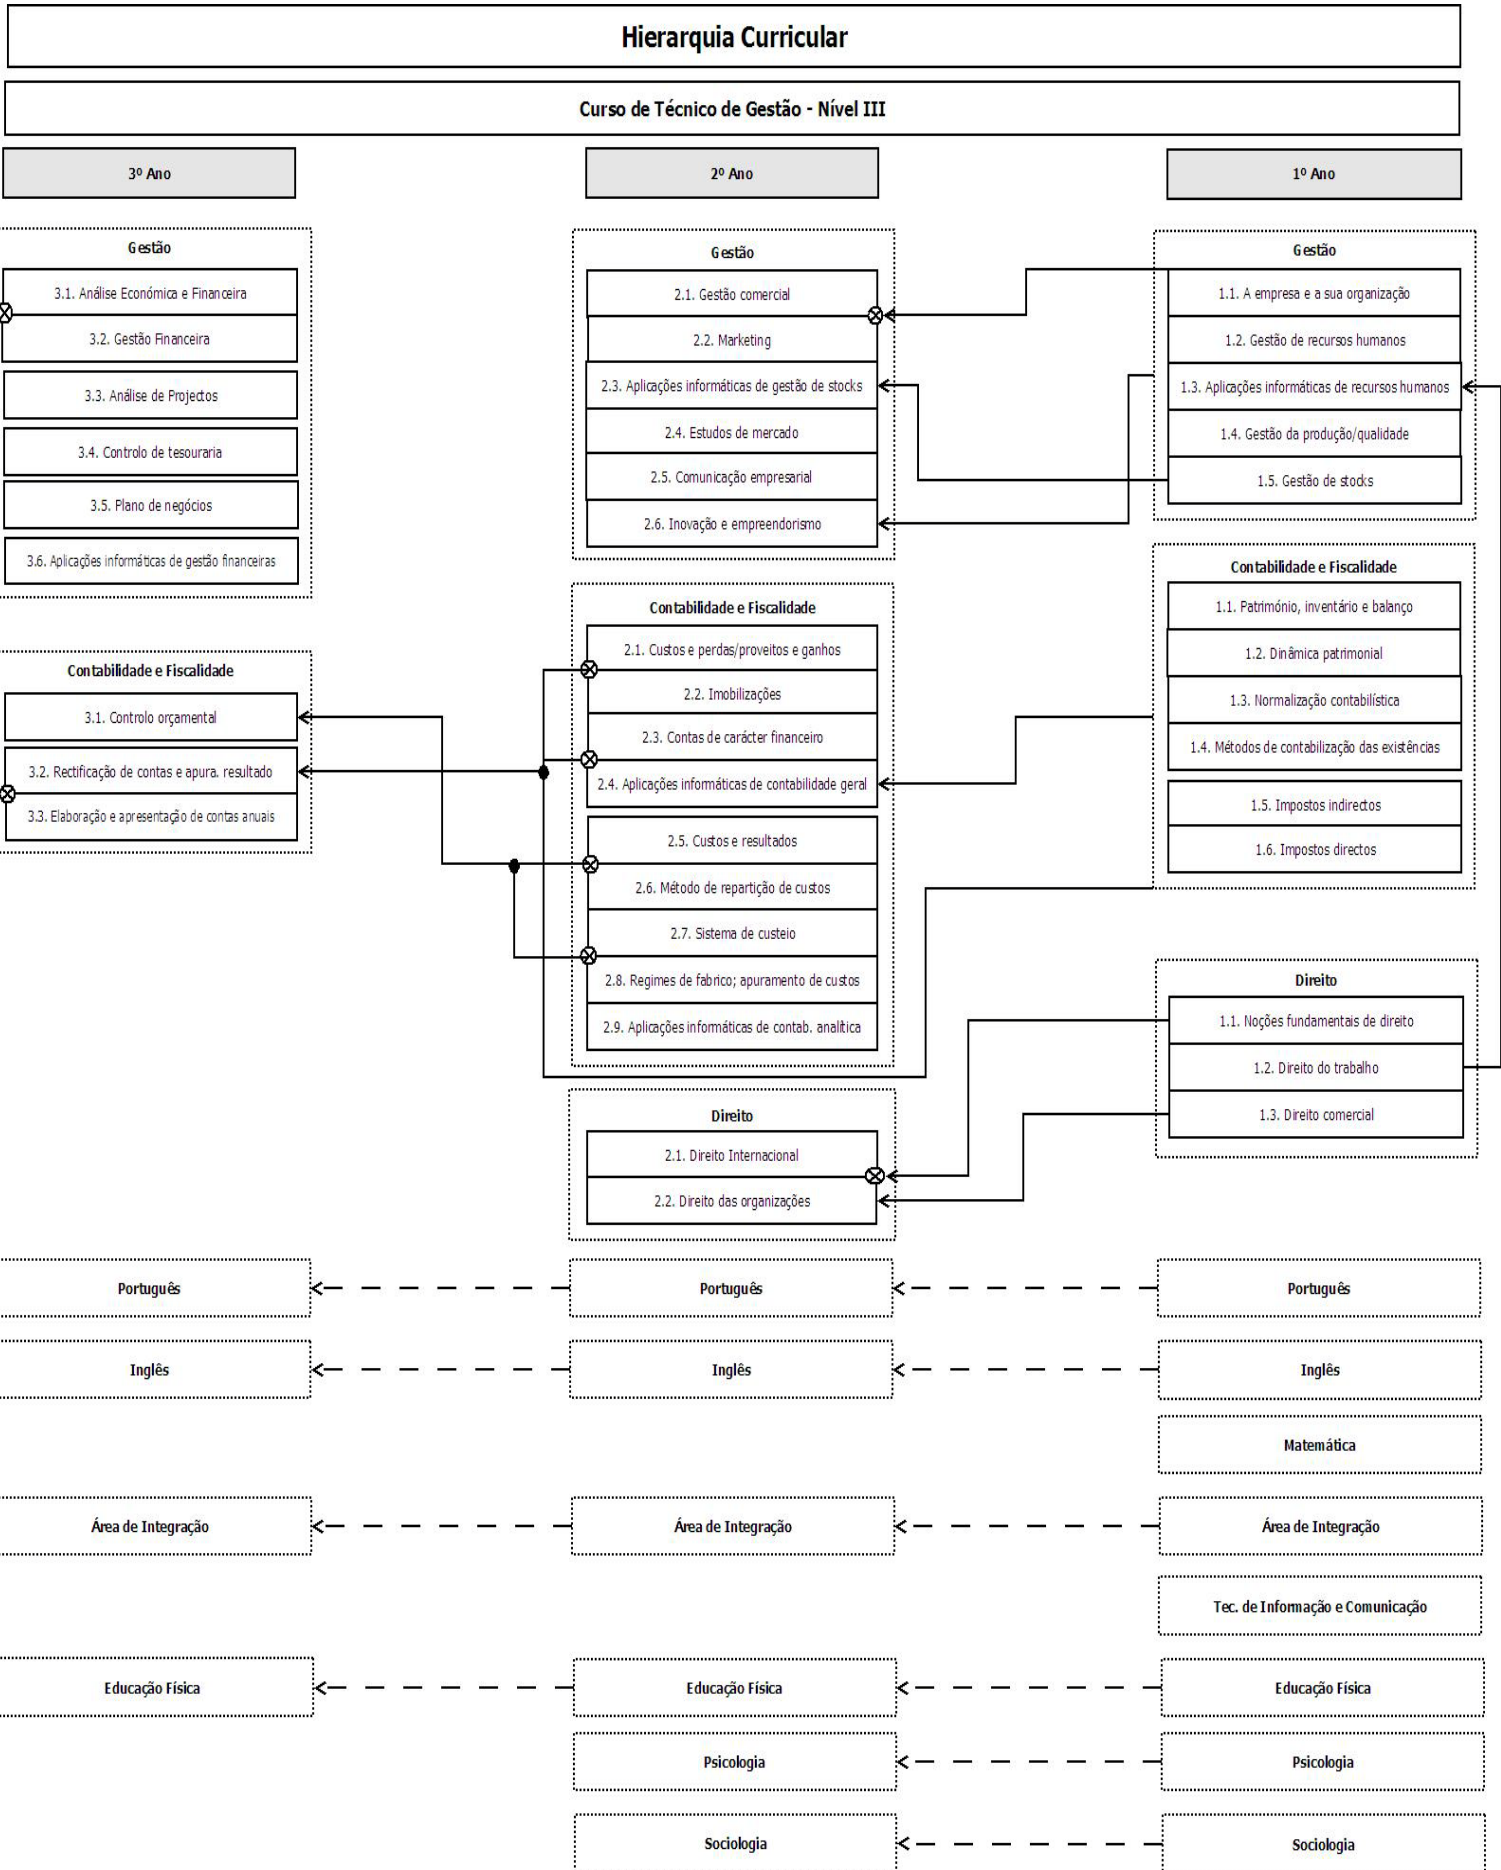 Hierarquia Curricular
Curso de Técnico de Gestão - Nível III
3º Ano
2º Ano
1º Ano
Gestão
3.1. Análise Económica e Financeira
3.2. Gestão Financeira
3.3. Análise de Projectos
3.4. Controlo de tesouraria
3.5. Plano de negócios
3.6. Aplicações informáticas de gestão financeiras
Contabilidade e Fiscalidade
3.1. Controlo orçamental
3.2. Rectificação de contas e apura. resultado
3.3. Elaboração e apresentação de contas anuais
Gestão
2.1. Gestão comercial
2.2. Marketing
2.3. Aplicações informáticas de gestão de stocks
2.4. Estudos de mercado
2.5. Comunicação empresarial
2.6. Inovação e empreendorismo
Contabilidade e Fiscalidade
2.1. Custos e perdas/proveitos e ganhos
2.2. Imobilizações
2.3. Contas de carácter financeiro
2.4. Aplicações informáticas de contabilidade geral
2.5. Custos e resultados
2.6. Método de repartição de custos
2.7. Sistema de custeio
2.8. Regimes de fabrico; apuramento de custos
2.9. Aplicações informáticas de contab. analítica
Direito
2.1. Direito Internacional
2.2. Direito das organizações
Gestão
1.1. A empresa e a sua organização
1.2. Gestão de recursos humanos
1.3. Aplicações informáticas de recursos humanos
1.4. Gestão da produção/qualidade
1.5. Gestão de stocks
Contabilidade e Fiscalidade
1.1. Património, inventário e balanço
1.2. Dinâmica patrimonial
1.3. Normalização contabilística
1.4. Métodos de contabilização das existências
1.5. Impostos indirectos
1.6. Impostos directos
Direito
1.1. Noções fundamentais de direito
1.2. Direito do trabalho
1.3. Direito comercial
Português
Português
Português
Inglês
Inglês
Inglês
Matemática
Área de Integração
Área de Integração
Área de Integração
Tec. de Informação e Comunicação
Educação Física
Educação Física
Educação Física
Psicologia
Psicologia
Sociologia
Sociologia